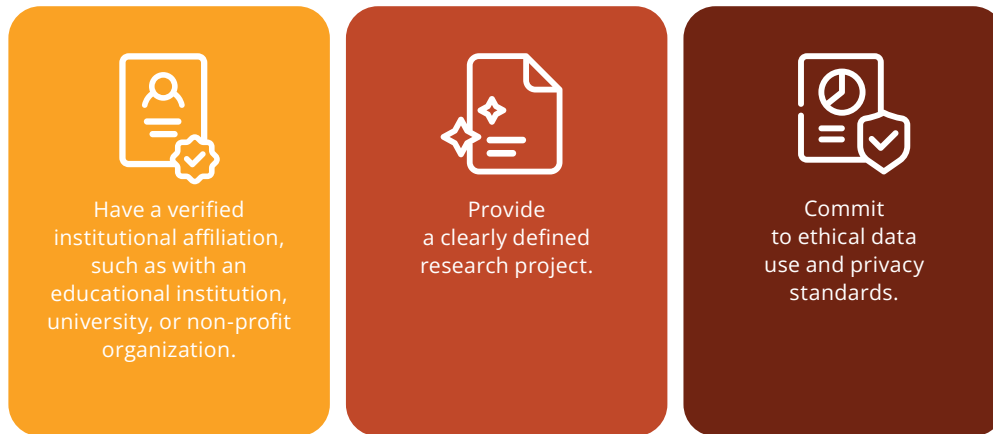 Have a verified
institutional affiliation,
such as with an
educational institution,
university, or non-profit
organization.
Provide
a clearly defined
research project.
Commit
to ethical data
use and privacy
standards.